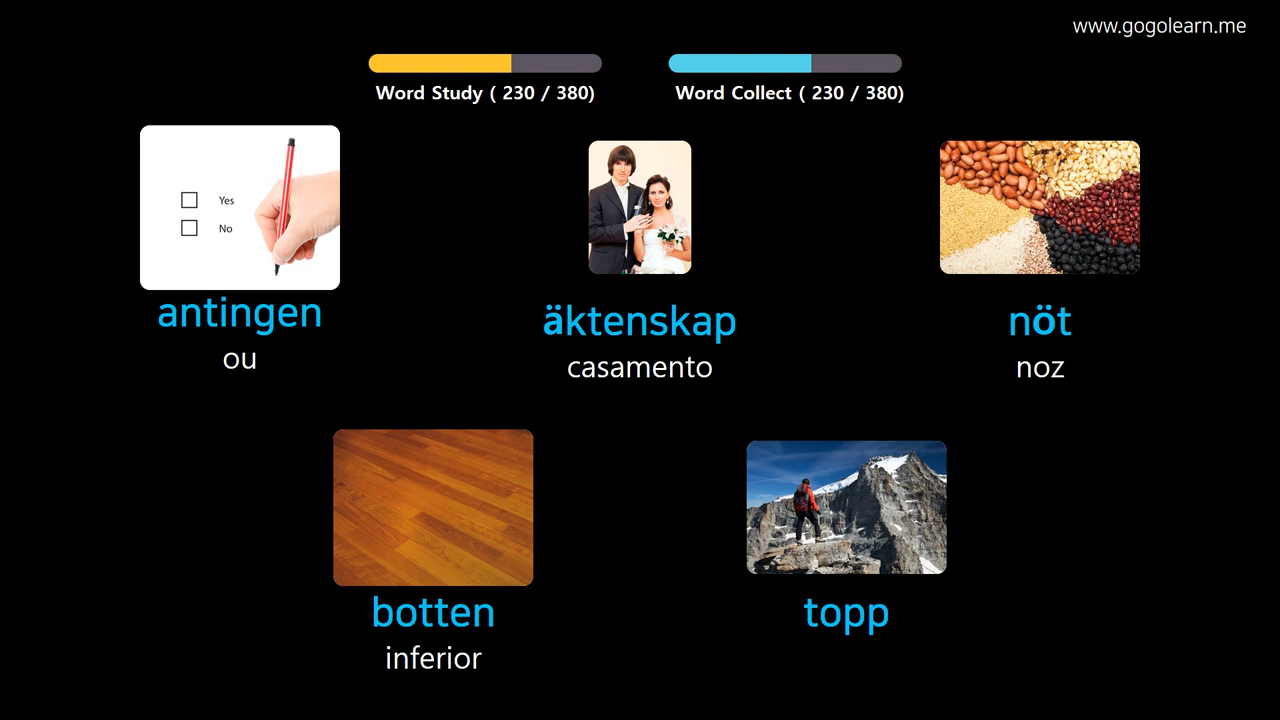 www.gogolearn.me
Word Study ( 230 / 380)
Word Collect ( 230 / 380)
Yes
No
antingen
ou
äktenskap
casamento
nöt
noz
botten
inferior
topp